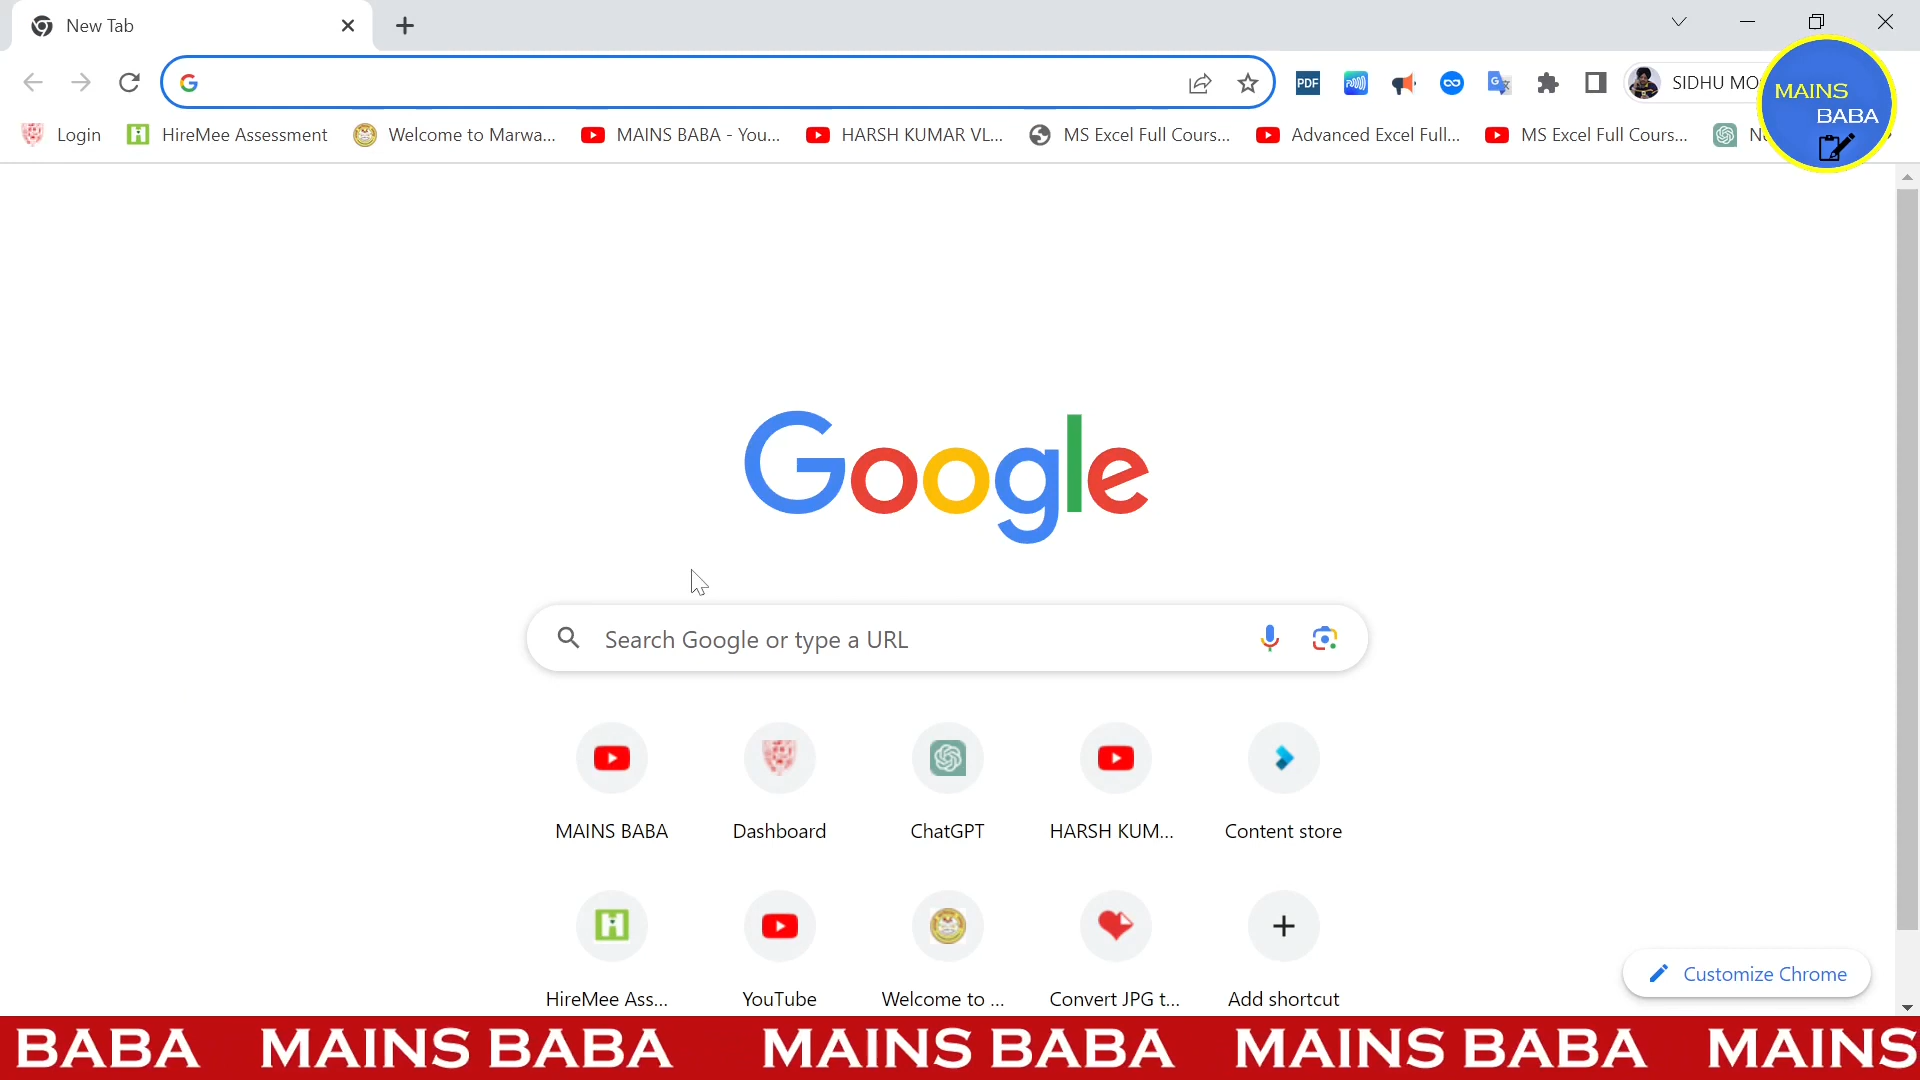 New Tab
SIDHU MO
MAINS
BABA
Login
HireMee Assessment
Welcome to Marwa...
MAINS BABA - You...
HARSH KUMAR VL...
MS Excel Full Cours...
Advanced Excel Full...
MS Excel Full Cours...
PDF
Google
Search Google or type a URL
MAINS BABA
Dashboard
ChatGPT
HARSH KUM...
Content store
HireMee Ass...
YouTube
Welcome to ...
Convert JPG t...
Add shortcut
Customize Chrome
BABA MAINS BABA MAINS BABA MAINS BABA MAINS